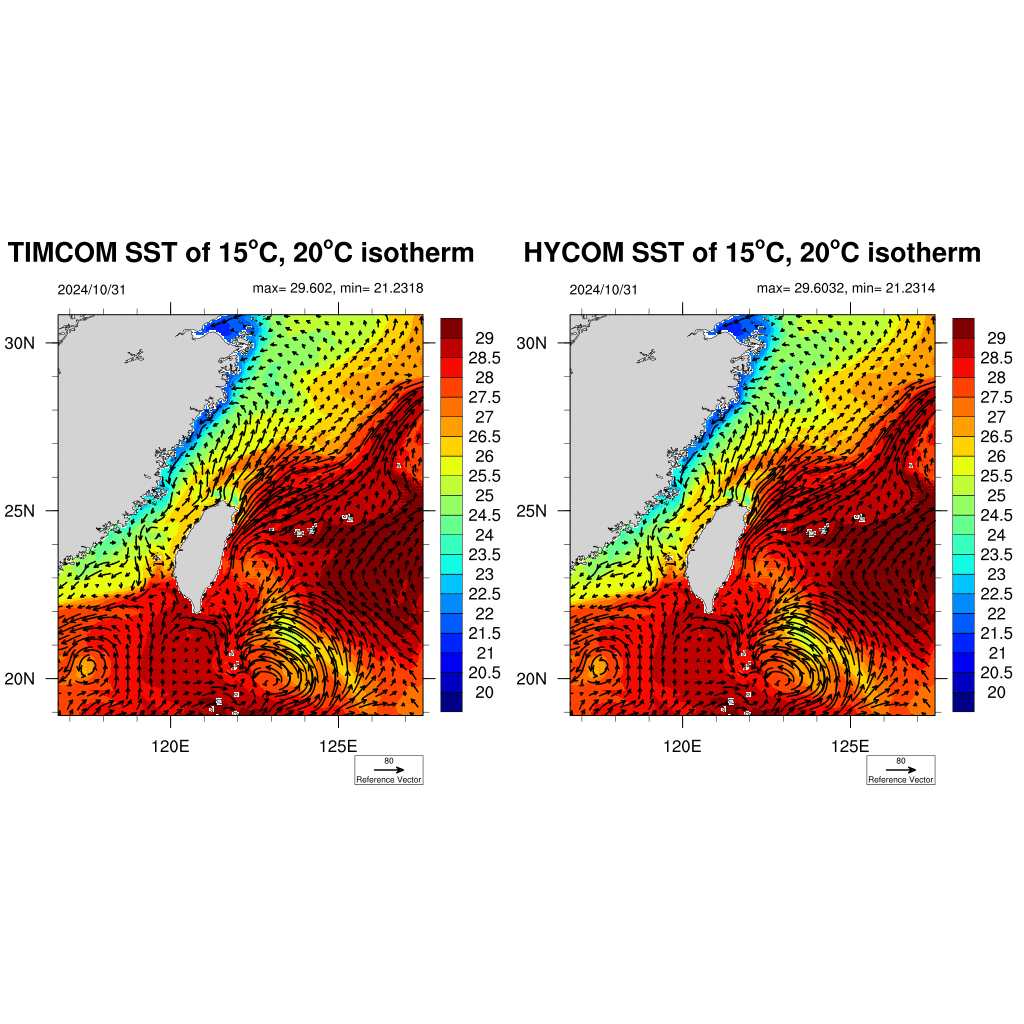 TIMCOM SST of 15°C, 20°C isotherm
2024/10/31
max= 29.602, min= 21.2318
30N
25N
20N
120E
125E
29
28.5
28
27.5
27
26.5
26
25.5
25
24.5
24
23.5
23
22.5
22
21.5
21
20.5
20
80
Reference Vector
HYCOM SST of 15°C, 20°C isotherm
2024/10/31
max= 29.6032, min= 21.2314
30N
25N
20N
120E
125E
29
28.5
28
27.5
27
26.5
26
25.5
25
24.5
24
23.5
23
22.5
22
21.5
21
20.5
20
80
Reference Vector